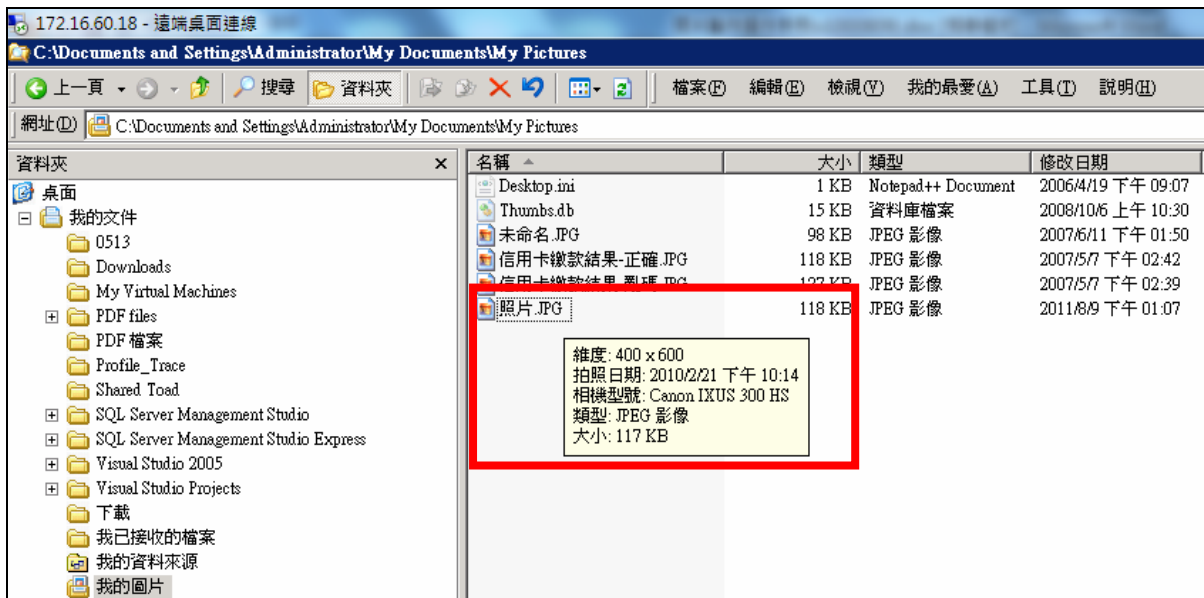 172.16.60.18 - 遠端桌面連線
C:\Documents and Settings\Administrator\My Documents\My Pictures
上一頁 搜尋 資料夾 檔案(F) 編輯(E) 檢視(V) 我的最愛(A) 工具(T) 說明(H)
網址(D) C:\Documents and Settings\Administrator\My Documents\My Pictures
資料夾 x
桌面
我的文件
0513
Downloads
My Virtual Machines
PDF files
PDF 檔案
Profile_Trace
Shared Toad
SQL Server Management Studio
SQL Server Management Studio Express
Visual Studio 2005
Visual Studio Projects
下載
我已接收的檔案
我的資料來源
我的圖片
名稱 大小 類型 修改日期
Desktop.ini 1 KB Notepad++ Document 2006/4/19 下午 09:07
Thumbs.db 15 KB 資料庫檔案 2008/10/6 上午 10:30
未命名.JPG 98 KB JPEG 影像 2007/6/11 下午 01:50
信用卡繳款結果-正確.JPG 118 KB JPEG 影像 2007/5/7 下午 02:42
信用卡繳款結果-亂碼.JPG 127 KB JPEG 影像 2007/5/7 下午 02:39
照片.JPG 118 KB JPEG 影像 2011/8/9 下午 01:07
維度: 400 x 600
拍照日期: 2010/2/21 下午 10:14
相機型號: Canon IXUS 300 HS
類型: JPEG 影像
大小: 117 KB